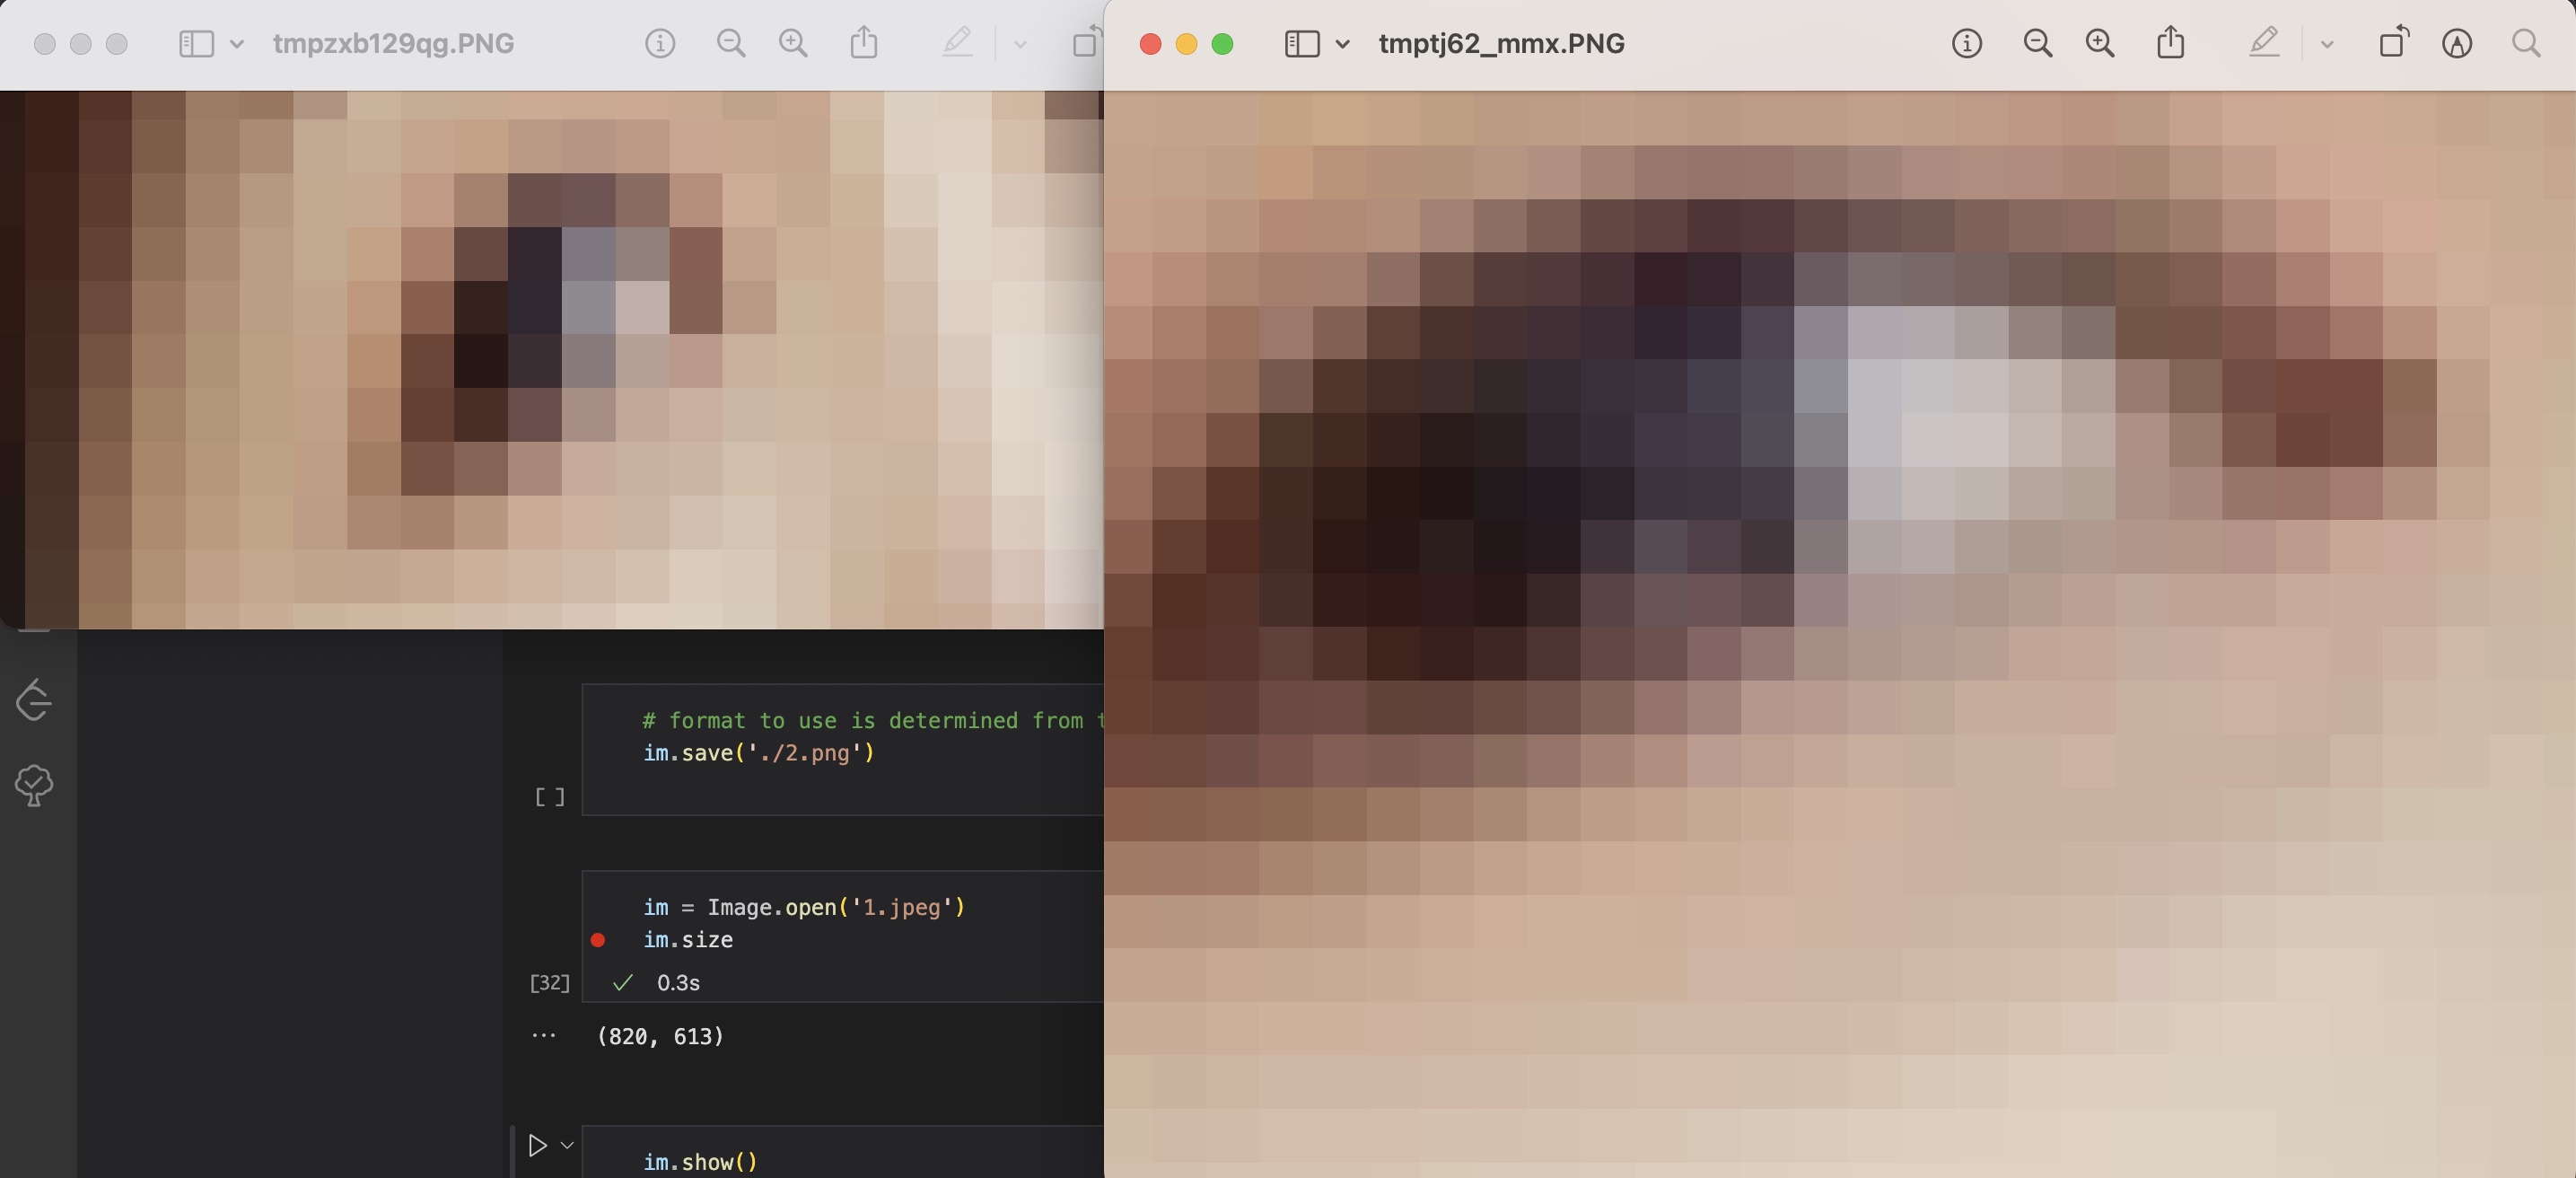 tmpzxb129qg.PNG
tmptj62_mmx.PNG
# format to use is determined from
im.save('./2.png')
[ ]
im = Image.open('1.jpeg')
im.size
[32]
0.3s
...
(820, 613)
im.show()